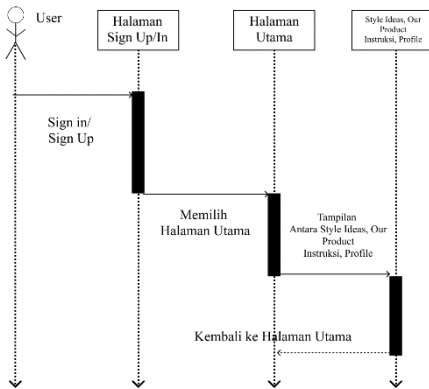 User
Halaman
Sign Up/In
Halaman
Utama
Style Ideas, Our
Product
Instruksi, Profile
Sign in/
Sign Up
Memilih
Halaman Utama
Tampilan
Antara Style Ideas, Our
Product
Instruksi, Profile
Kembali ke Halaman Utama